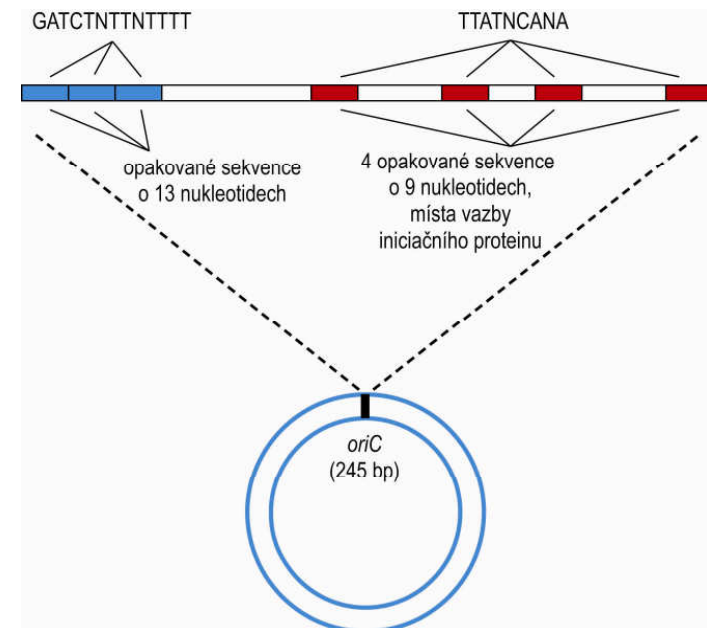 GATCTNTTNTTTT
TTATNCANA
opakované sekvence
o 13 nukleotidech
4 opakované sekvence
o 9 nukleotidech,
místa vazby
iniciačního proteinu
oriC
(245 bp)